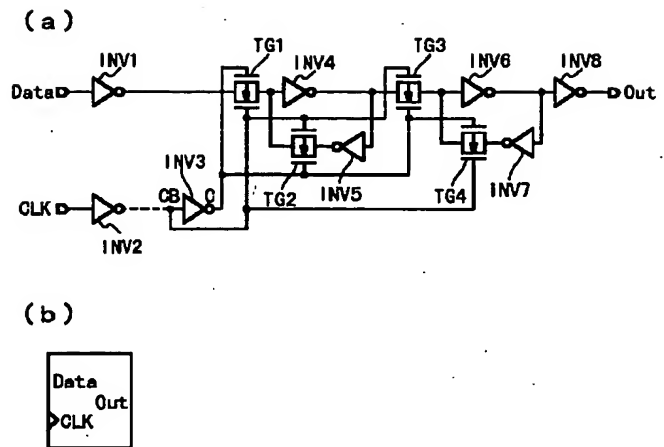 (a)
TG1
TG3
INV1
INV4
INV6
INV8
Data
Out
INV3
CB
C
CLK
INV2
TG2
INV5
TG4
INV7
(b)
Data
Out
CLK